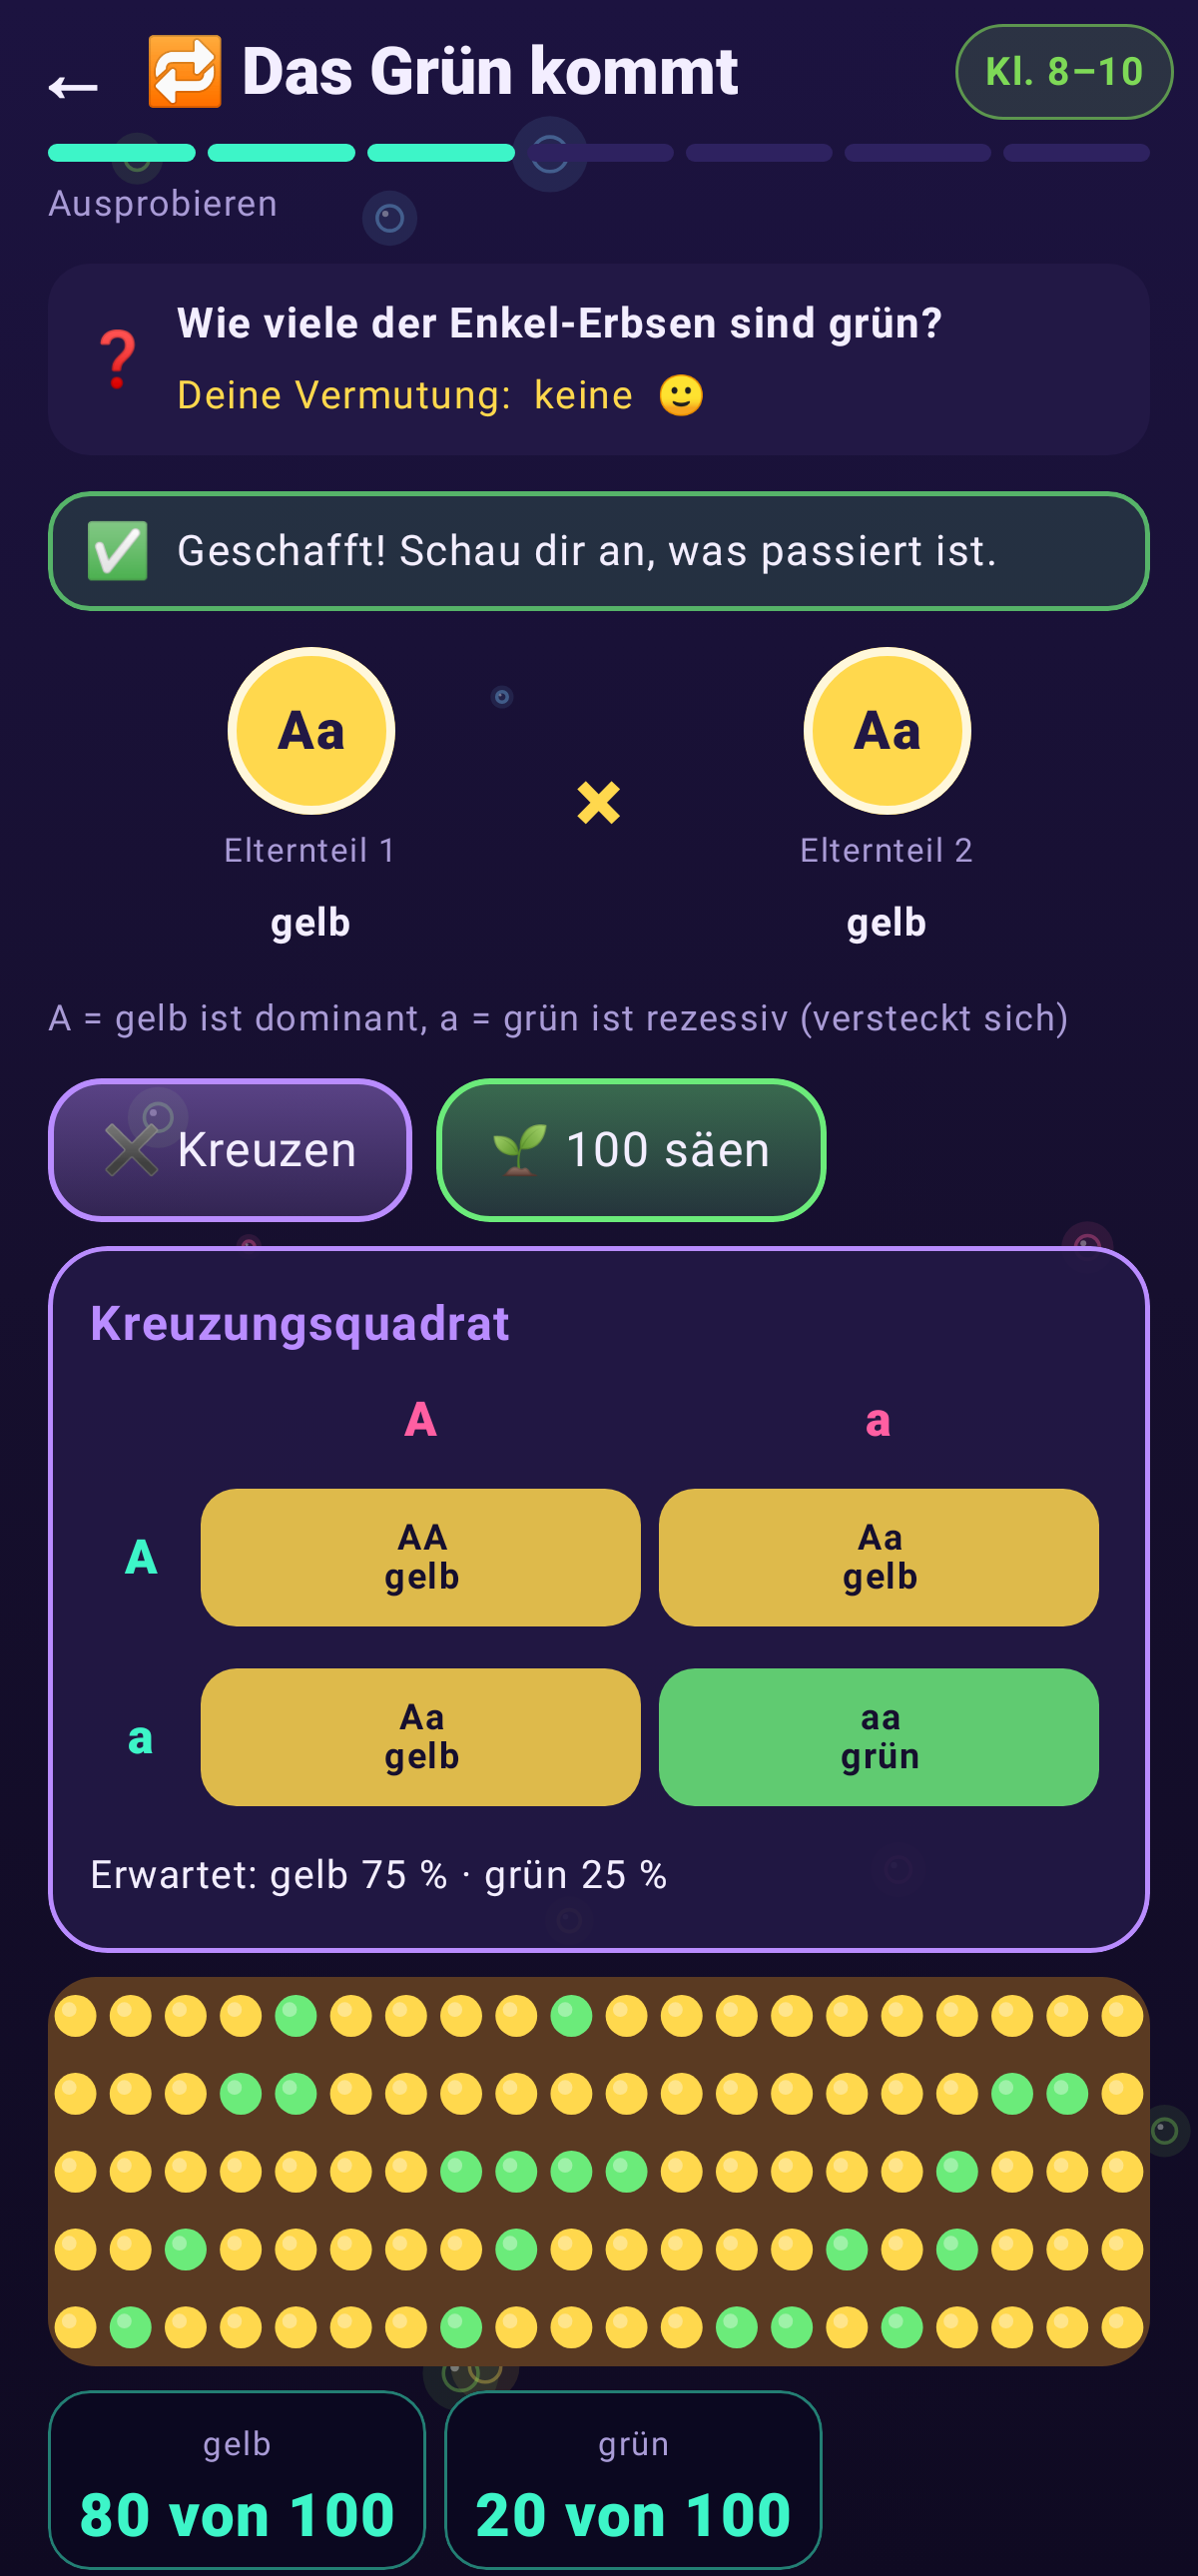 ← Das Grün kommt
Kl. 8–10
Ausprobieren
Wie viele der Enkel-Erbsen sind grün?
Deine Vermutung: keine
Geschafft! Schau dir an, was passiert ist.
Aa
Aa
×
Elternteil 1
Elternteil 2
gelb
gelb
A = gelb ist dominant, a = grün ist rezessiv (versteckt sich)
Kreuzen
100 säen
Kreuzungsquadrat
A
a
A
AA
gelb
Aa
gelb
a
Aa
gelb
aa
grün
Erwartet: gelb 75 % · grün 25 %
gelb
80 von 100
grün
20 von 100